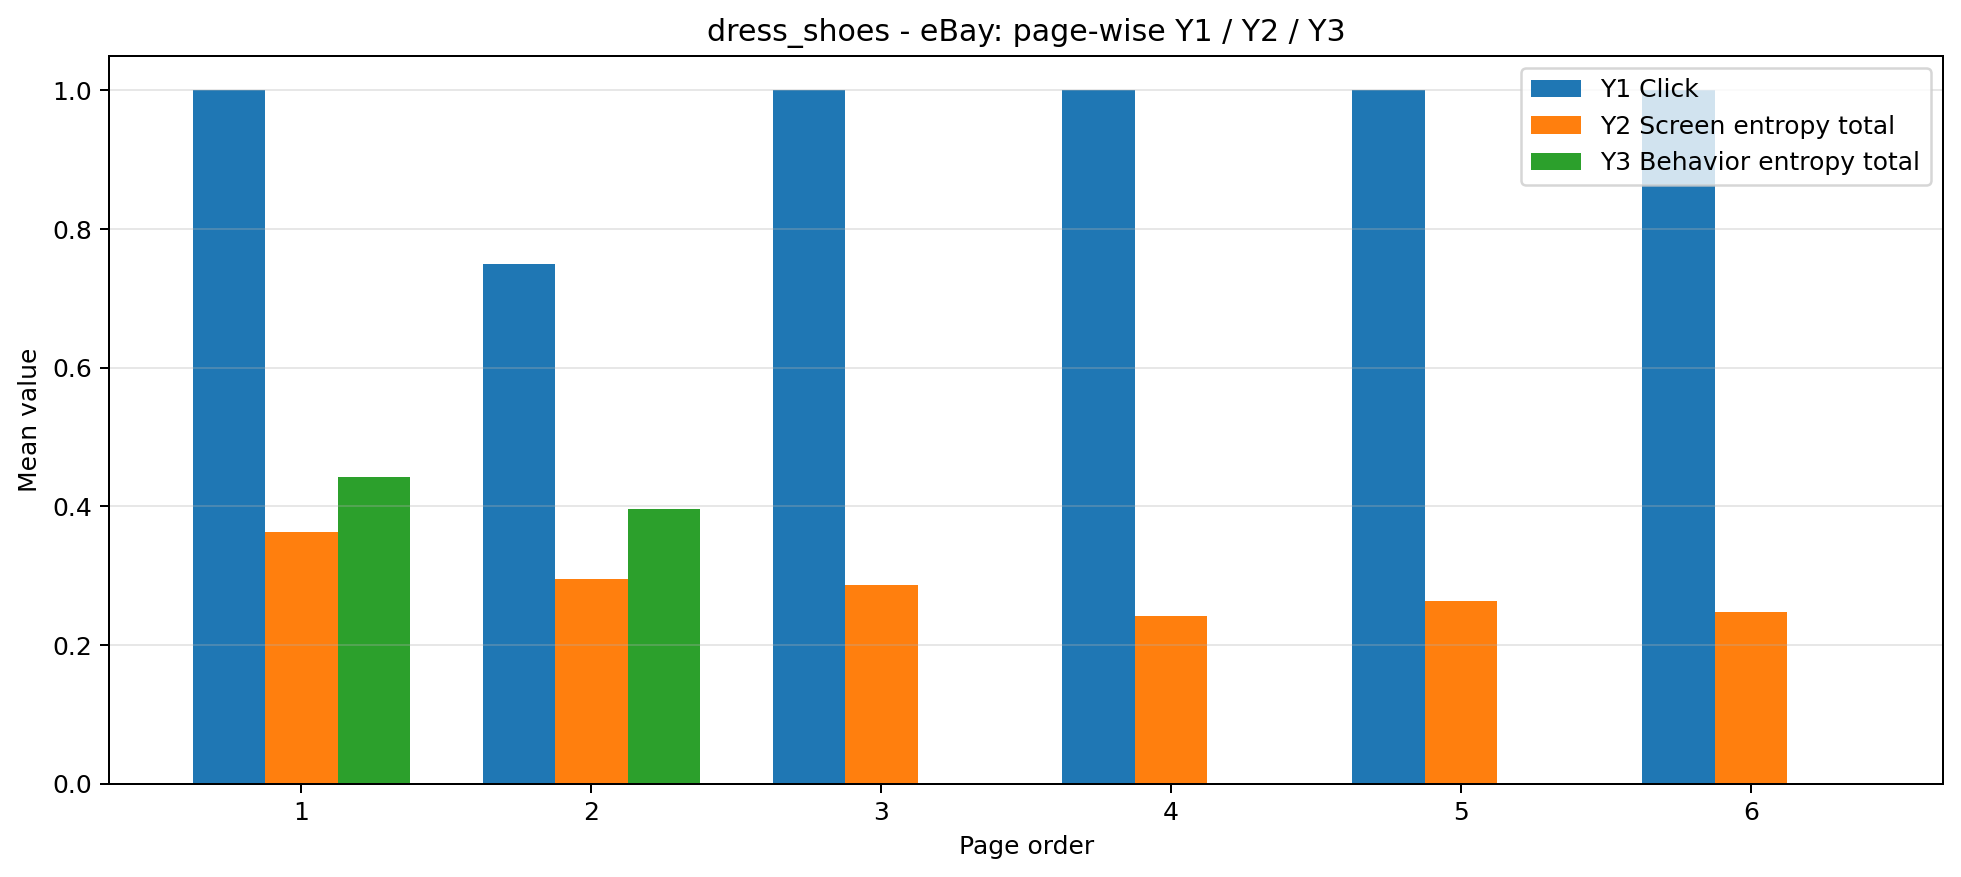 dress_shoes - eBay: page-wise Y1 / Y2 / Y3
Y1 Click
Y2 Screen entropy total
Y3 Behavior entropy total
Mean value
1.0
0.8
0.6
0.4
0.2
0.0
1 2 3 4 5 6
Page order